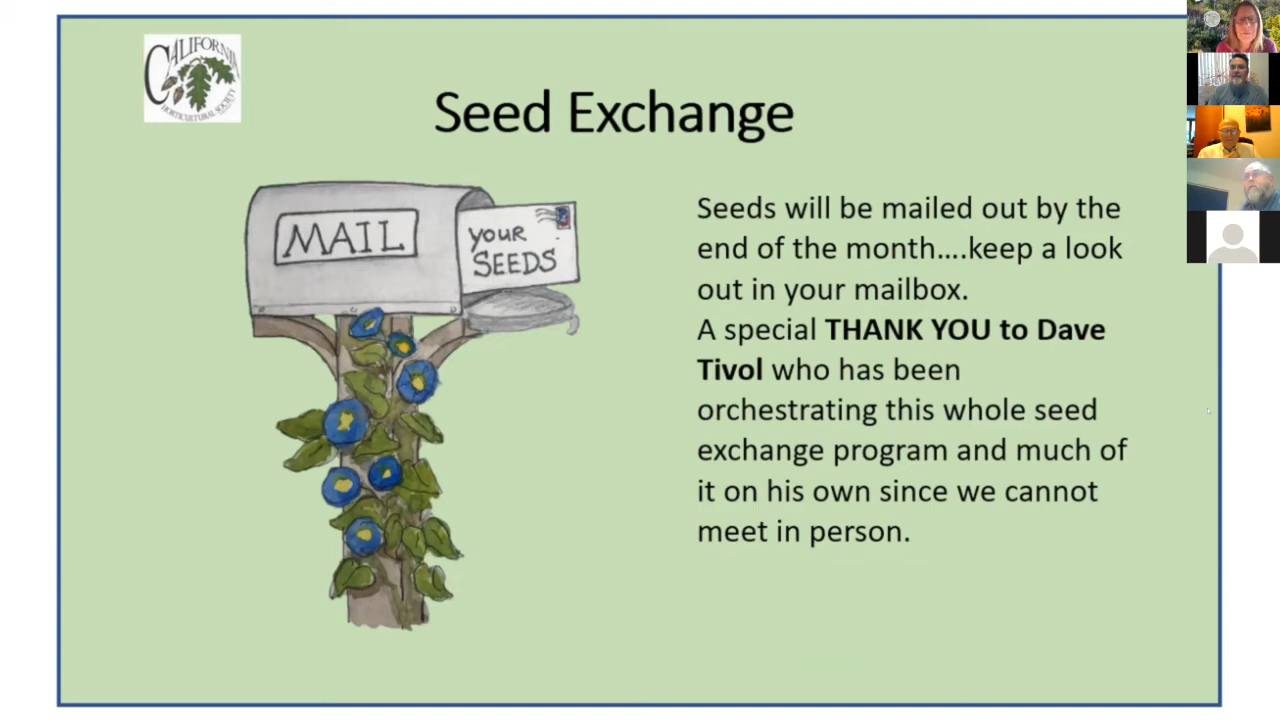 CALIFORNIA
HORTICULTURAL SOCIETY
Seed Exchange
MAIL
YOUR
SEEDS
Seeds will be mailed out by the
end of the month....keep a look
out in your mailbox.
A special THANK YOU to Dave
Tivol who has been
orchestrating this whole seed
exchange program and much of
it on his own since we cannot
meet in person.